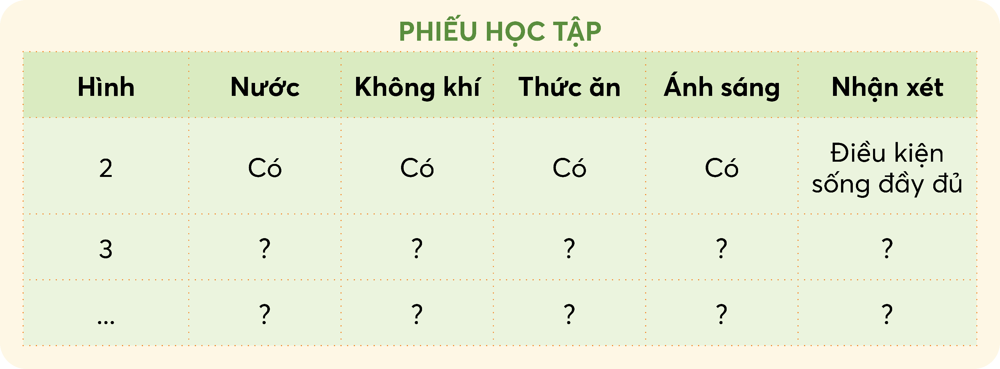 PHIẾU HỌC TẬP
Hình Nước Không khí Thức ăn Ánh sáng Nhận xét
2 Có Có Có Có Điều kiện
sống đầy đủ
3 ? ? ? ? ?
... ? ? ? ? ?